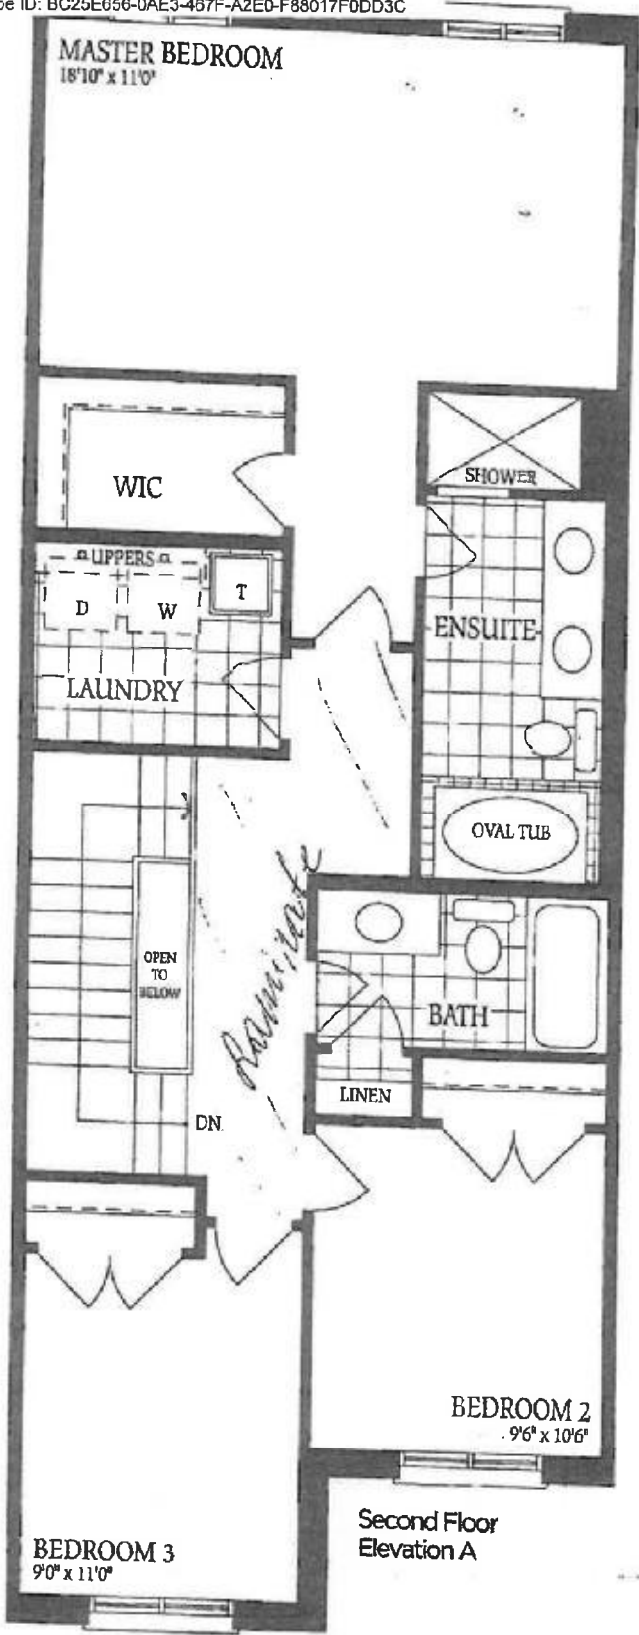 pe ID: BC25E656-0AE3-467F-A2E0-F88017F0DD3C
MASTER BEDROOM
18'10" x 11'0"
SHOWER
WIC
UPPERS
D
W
T
ENSUITE
LAUNDRY
OVAL TUB
Laminate
OPEN
TO
BELOW
BATH
LINEN
DN
BEDROOM 2
9'6" x 10'6"
Second Floor
Elevation A
BEDROOM 3
9'0" x 11'0"